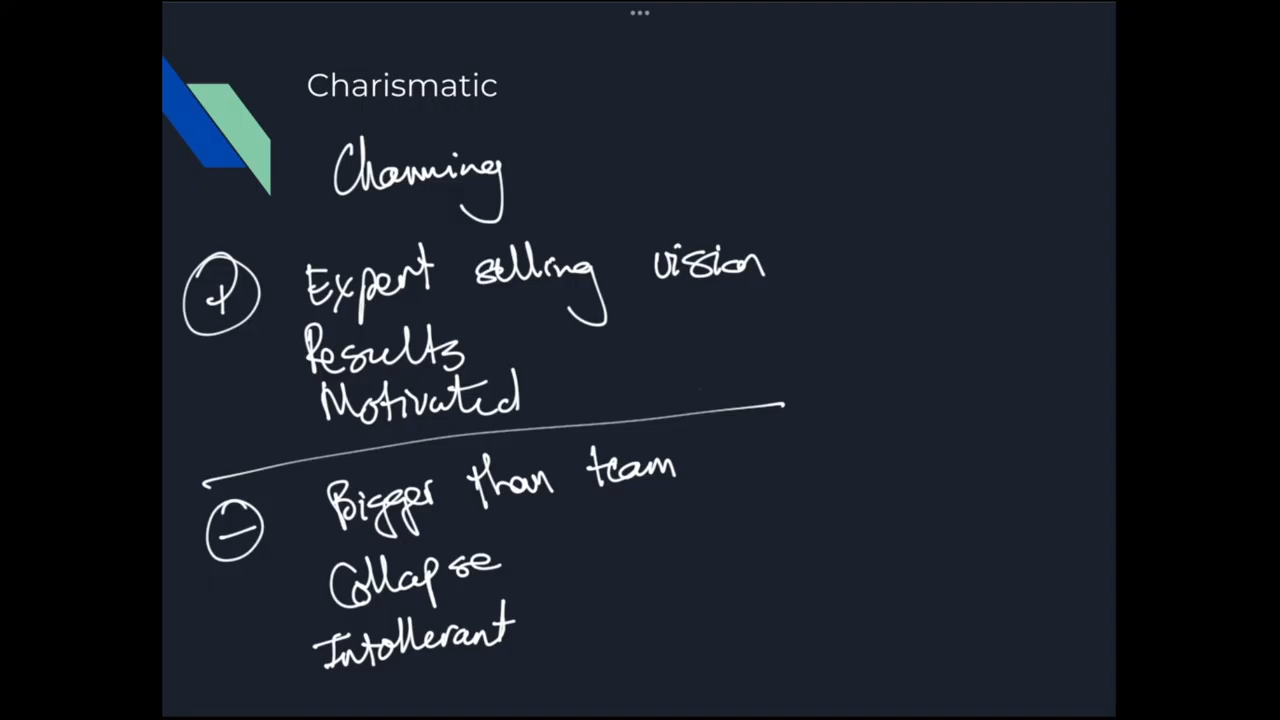 Charismatic
Charming
+ Expert selling vision
Results
Motivated
- Bigger than team
Collapse
Intollerant